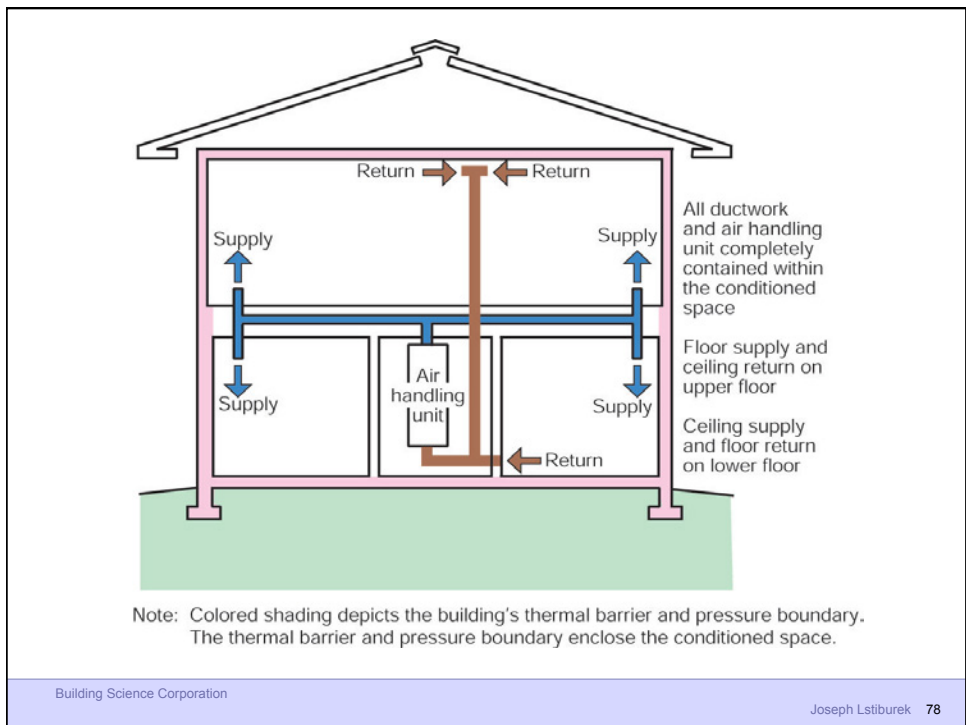 Return
Return
Supply
Supply
All ductwork
and air handling
unit completely
contained within
the conditioned
space
Air
handling
unit
Floor supply and
ceiling return on
upper floor
Supply
Supply
Ceiling supply
and floor return
on lower floor
Return
Note: Colored shading depicts the building's thermal barrier and pressure boundary.
The thermal barrier and pressure boundary enclose the conditioned space.
Building Science Corporation
Joseph Lstiburek 78